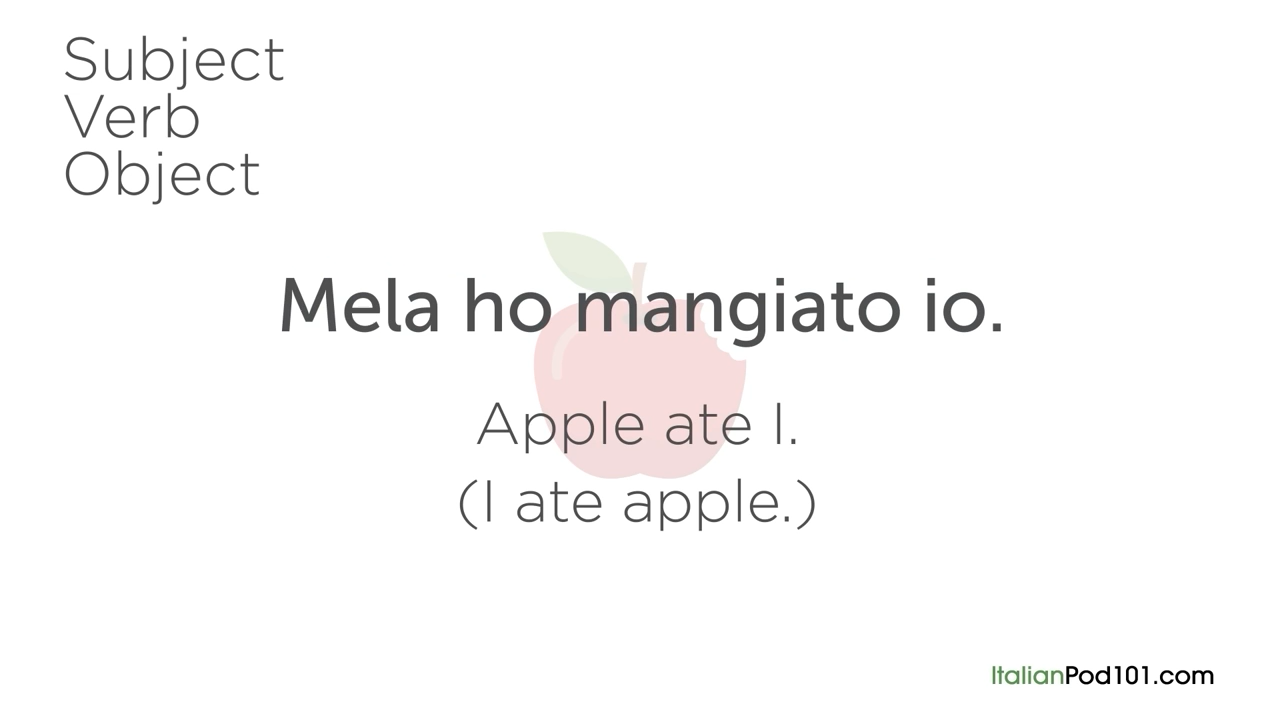 Subject
Verb
Object
Mela ho mangiato io.
Apple ate I.
(I ate apple.)
ItalianPod101.com